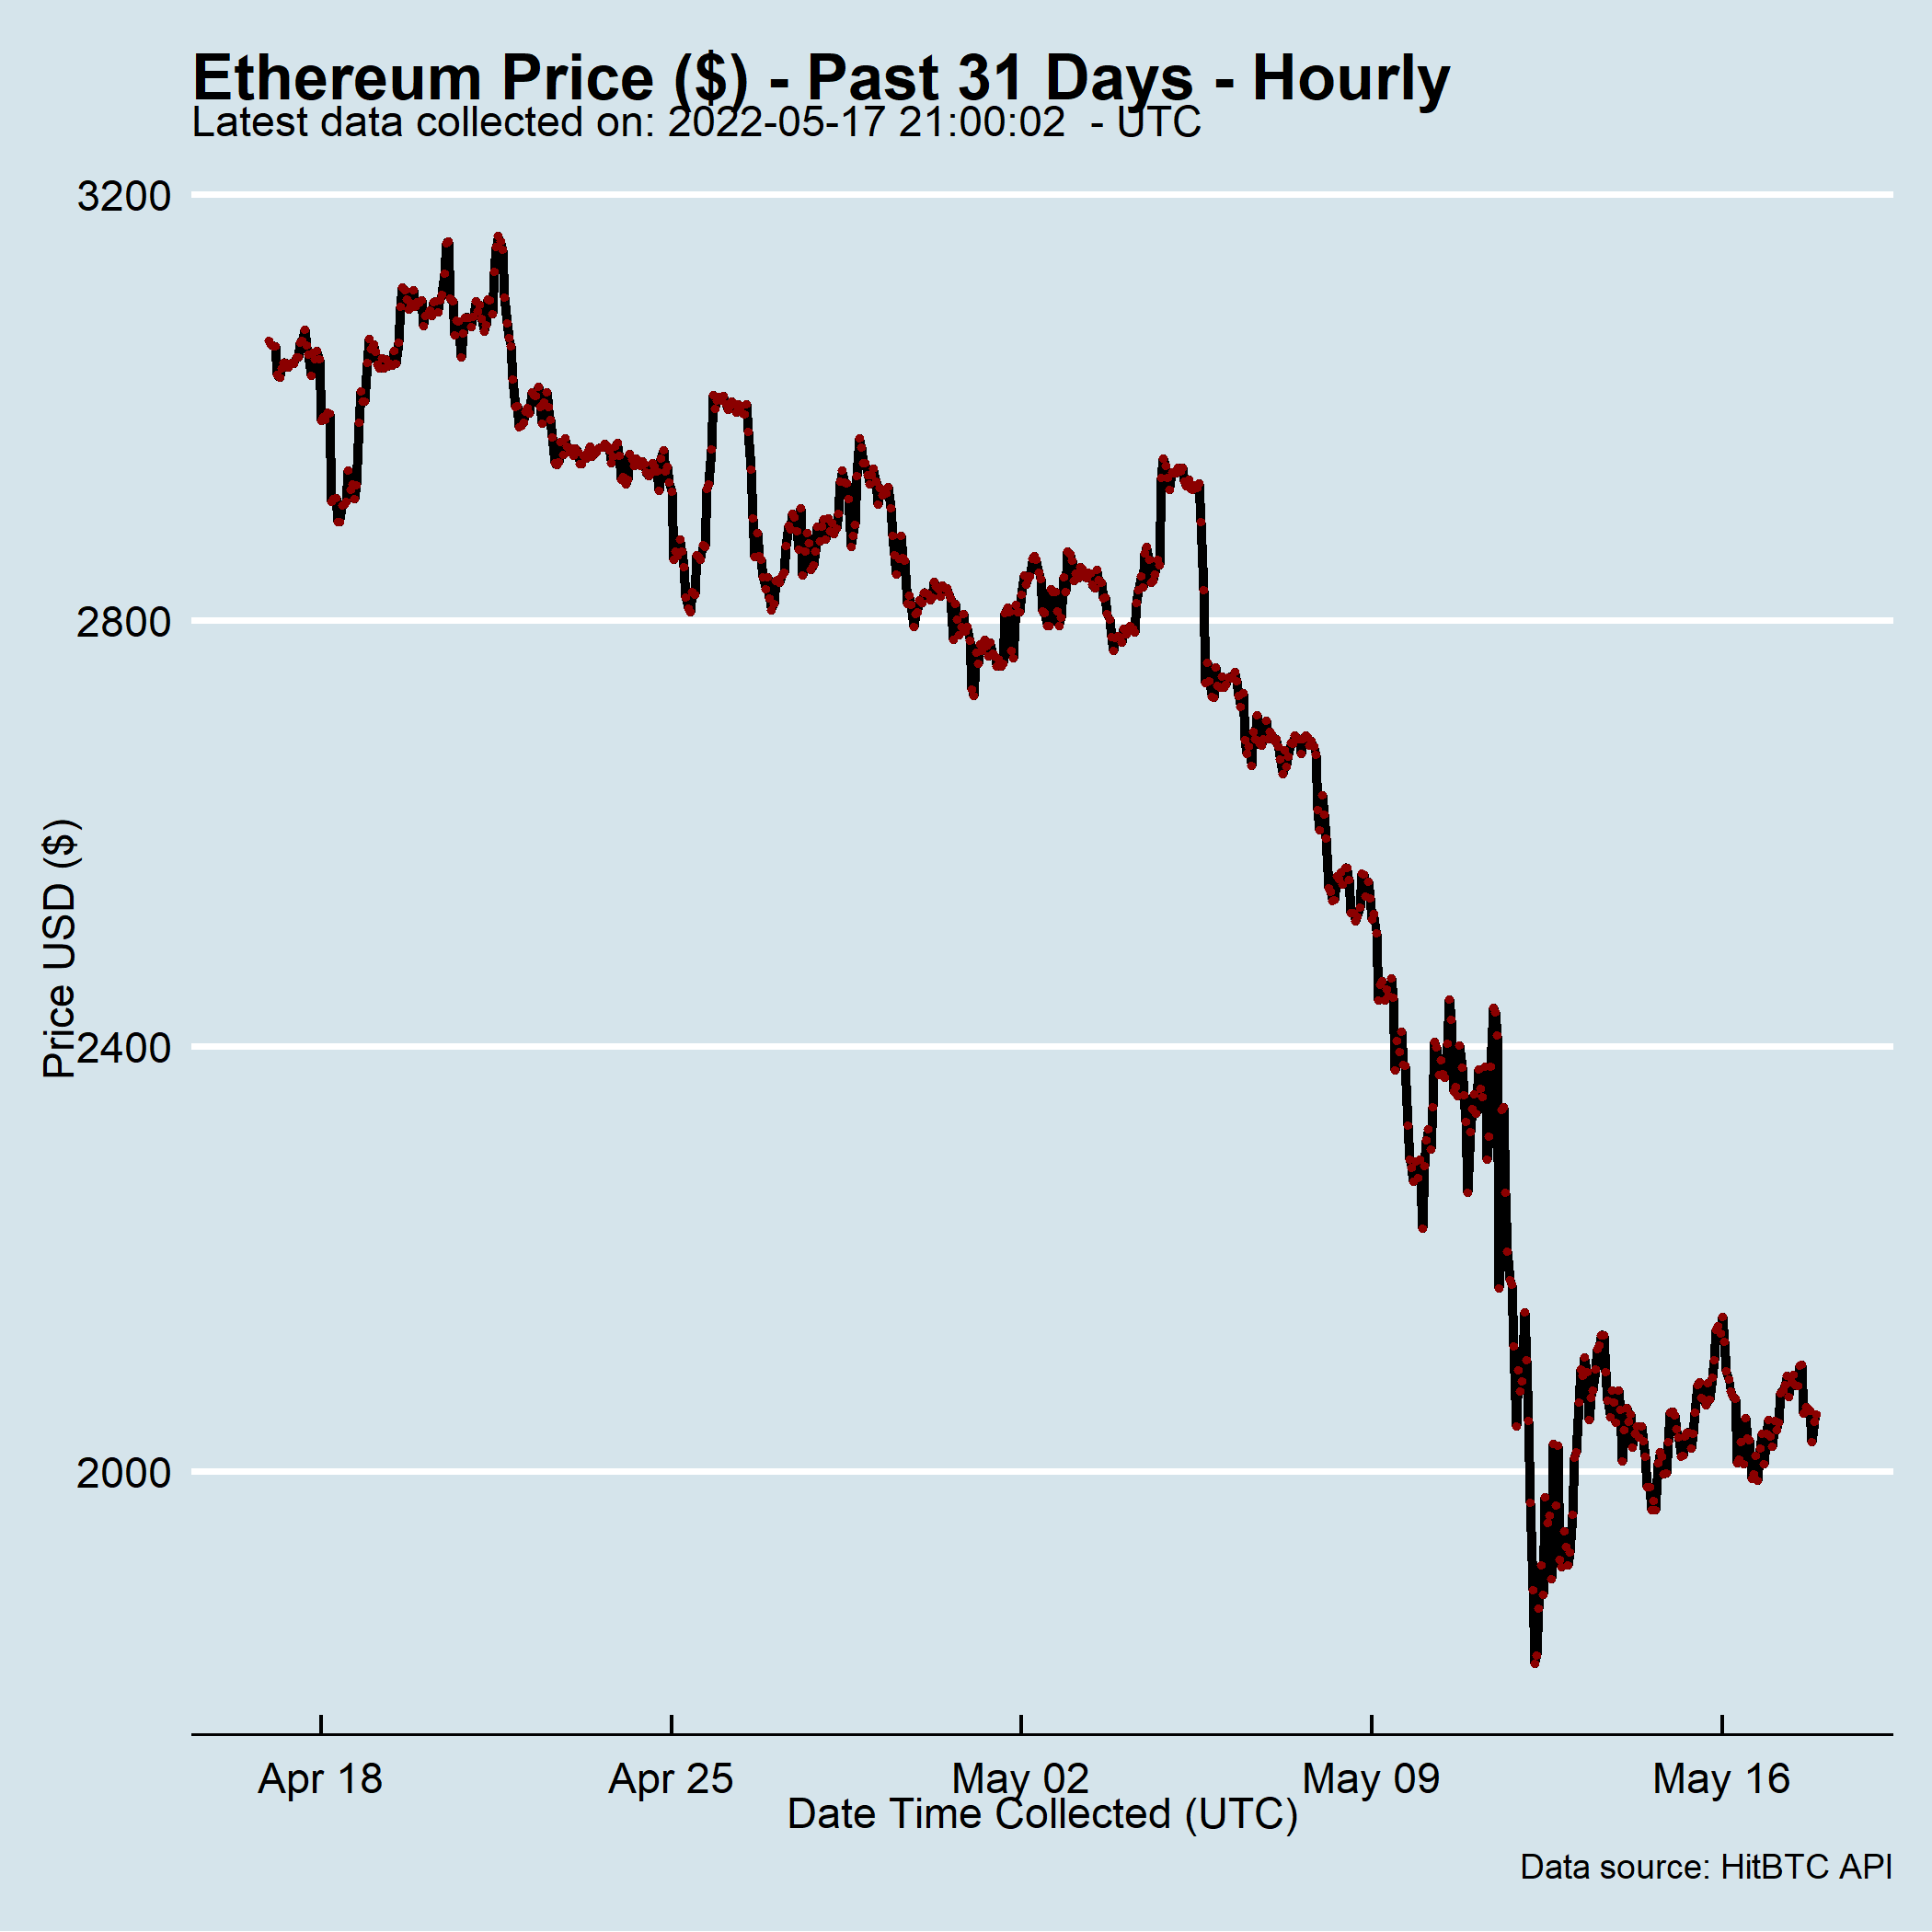 Ethereum Price ($) - Past 31 Days - Hourly
Latest data collected on: 2022-05-17 21:00:02  - UTC
3200
2800
2400
2000
Price USD ($)
Apr 18
Apr 25
May 02
May 09
May 16
Date Time Collected (UTC)
Data source: HitBTC API